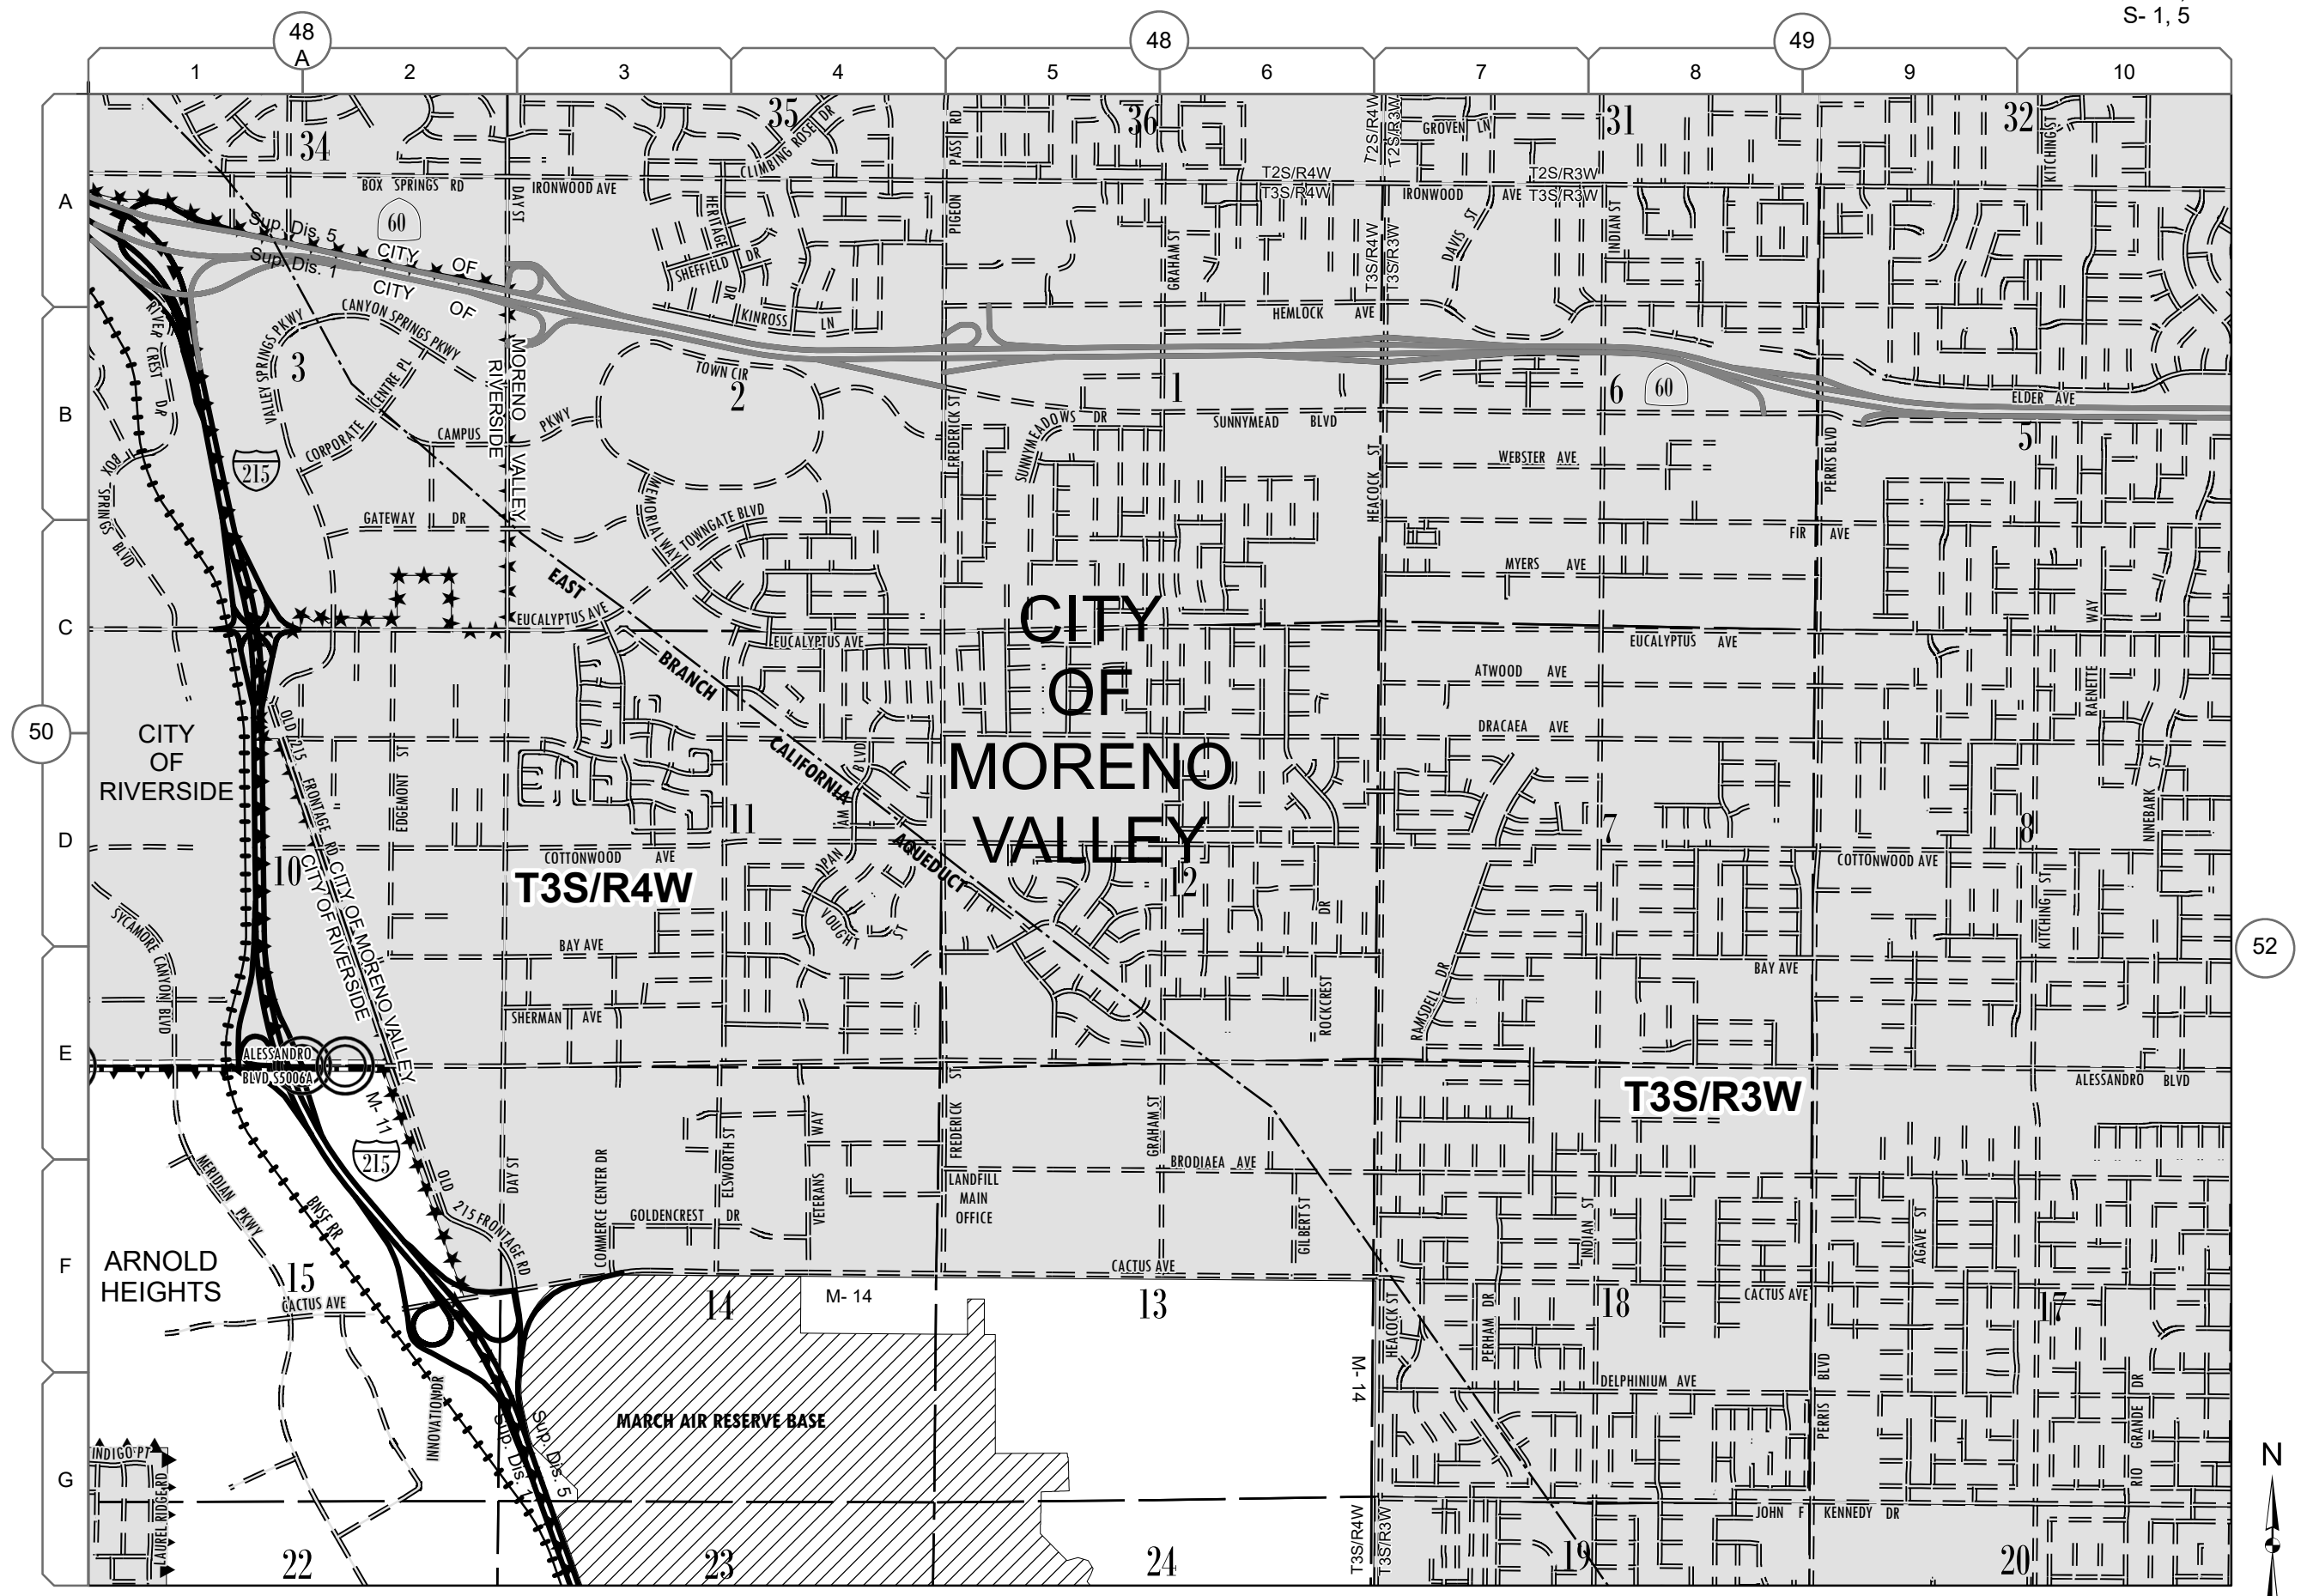 S- 1, 5
48
A
48
49
1
2
3
4
5
6
7
8
9
10
A
B
C
D
E
F
G
50
52
N
34
35
36
31
32
CLIMBING ROSE DR
PASS RD
PIGEON
GROVEN LN
KITCHING ST
T2S/R4W
T2S/R3W
BOX SPRINGS RD
DAY ST
IRONWOOD AVE
T2S/R4W
T3S/R4W
IRONWOOD AVE
T2S/R3W
T3S/R3W
60
Sup. Dis. 5
Sup. Dis. 1
CITY OF
CITY OF
MORENO VALLEY
RIVERSIDE
HERITAGE DR
SHEFFIELD DR
GRAHAM ST
T3S/R4W
T3S/R3W
DAVIS ST
INDIAN ST
RIVER CREST DR
VALLEY SPRINGS PKWY
CANYON SPRINGS PKWY
KINROSS LN
HEMLOCK AVE
3
CORPORATE CENTRE PL
TOWN CIR
2
1
6
60
ELDER AVE
5
CAMPUS PKWY
FREDERICK ST
SUNNYMEADOWS DR
SUNNYMEAD BLVD
HEACOCK ST
WEBSTER AVE
PERRIS BLVD
215
BOX SPRINGS BLVD
GATEWAY DR
MEMORIAL WAY
TOWNGATE BLVD
FIR AVE
MYERS AVE
EAST BRANCH CALIFORNIA AQUEDUCT
EUCALYPTUS AVE
EUCALYPTUS AVE
EUCALYPTUS AVE
CITY
OF
MORENO
VALLEY
ATWOOD AVE
RAENETTE WAY
DRACAEA AVE
CITY
OF
RIVERSIDE
OLD 215 FRONTAGE RD
EDGEMONT ST
NINEBARK ST
11
7
8
10
CITY OF MORENO VALLEY
CITY OF RIVERSIDE
COTTONWOOD AVE
COTTONWOOD AVE
T3S/R4W
12
VOUGHT ST
KITCHING ST
SYCAMORE CANYON BLVD
BAY AVE
BAY AVE
SHERMAN AVE
ROCKCREST DR
RAMSDELL DR
ALESSANDRO
BLVD S5006A
ALESSANDRO BLVD
T3S/R3W
M- 11
215
FREDERICK ST
GRAHAM ST
MERIDIAN PKWY
BNSF RR
OLD 215 FRONTAGE RD
DAY ST
COMMERCE CENTER DR
ELSWORTH ST
VETERANS WAY
BRODIAEA AVE
LANDFILL
MAIN
OFFICE
GOLDENCREST DR
GILBERT ST
INDIAN ST
AGAVE ST
ARNOLD
HEIGHTS
15
CACTUS AVE
CACTUS AVE
CACTUS AVE
14
M- 14
13
18
17
HEACOCK ST
PERHAM DR
M- 14
DELPHINIUM AVE
PERRIS BLVD
RIO GRANDE DR
INNOVATION DR
Sup. Dis. 1
Sup. Dis. 5
MARCH AIR RESERVE BASE
INDIGO PT
LAUREL RIDGE RD
JOHN F KENNEDY DR
T3S/R4W
T3S/R3W
22
23
24
19
20